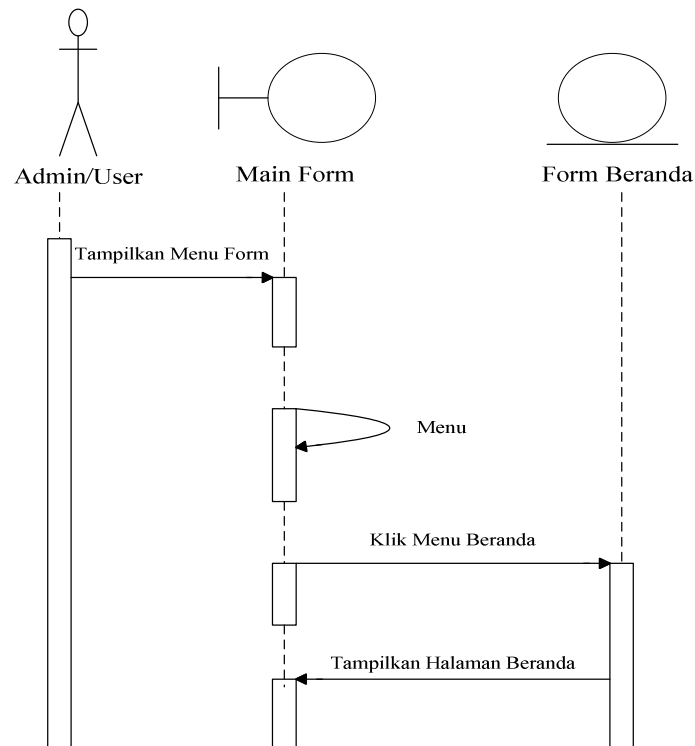 Admin/User
Main Form
Form Beranda
Tampilkan Menu Form
Menu
Klik Menu Beranda
Tampilkan Halaman Beranda